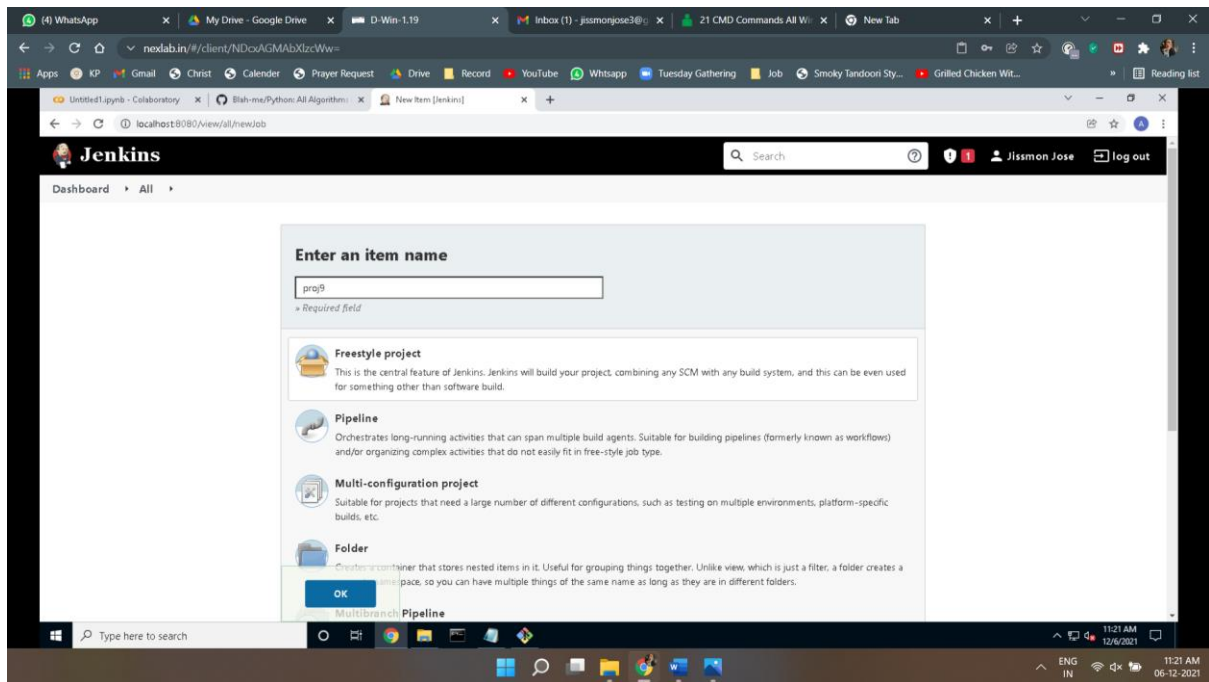 (4) WhatsApp
My Drive - Google Drive
D-Win-1.19
Inbox (1) - jissmonjose3@g
21 CMD Commands All Wi
New Tab
nexlab.in/#/client/NDcxAGMAbXlzcWw=
Apps KP Gmail Christ Calender Prayer Request Drive Record YouTube Whtsapp Tuesday Gathering Job Smoky Tandoori Sty... Grilled Chicken Wit... » Reading list
Untitled1.ipynb - Colaboratory
Blah-me/Python: All Algorithms
New Item [Jenkins]
localhost:8080/view/all/newJob
A
Jenkins
Search
1
Jissmon Jose
log out
Dashboard All
Enter an item name
proj9
» Required field
Freestyle project
This is the central feature of Jenkins. Jenkins will build your project, combining any SCM with any build system, and this can be even used
for something other than software build.
Pipeline
Orchestrates long-running activities that can span multiple build agents. Suitable for building pipelines (formerly known as workflows)
and/or organizing complex activities that do not easily fit in free-style job type.
Multi-configuration project
Suitable for projects that need a large number of different configurations, such as testing on multiple environments, platform-specific
builds, etc.
Folder
Creates a container that stores nested items in it. Useful for grouping things together. Unlike view, which is just a filter, a folder creates a
space, so you can have multiple things of the same name as long as they are in different folders.
OK
Multibranch Pipeline
Type here to search
11:21 AM
12/6/2021
ENG
IN
11:21 AM
06-12-2021